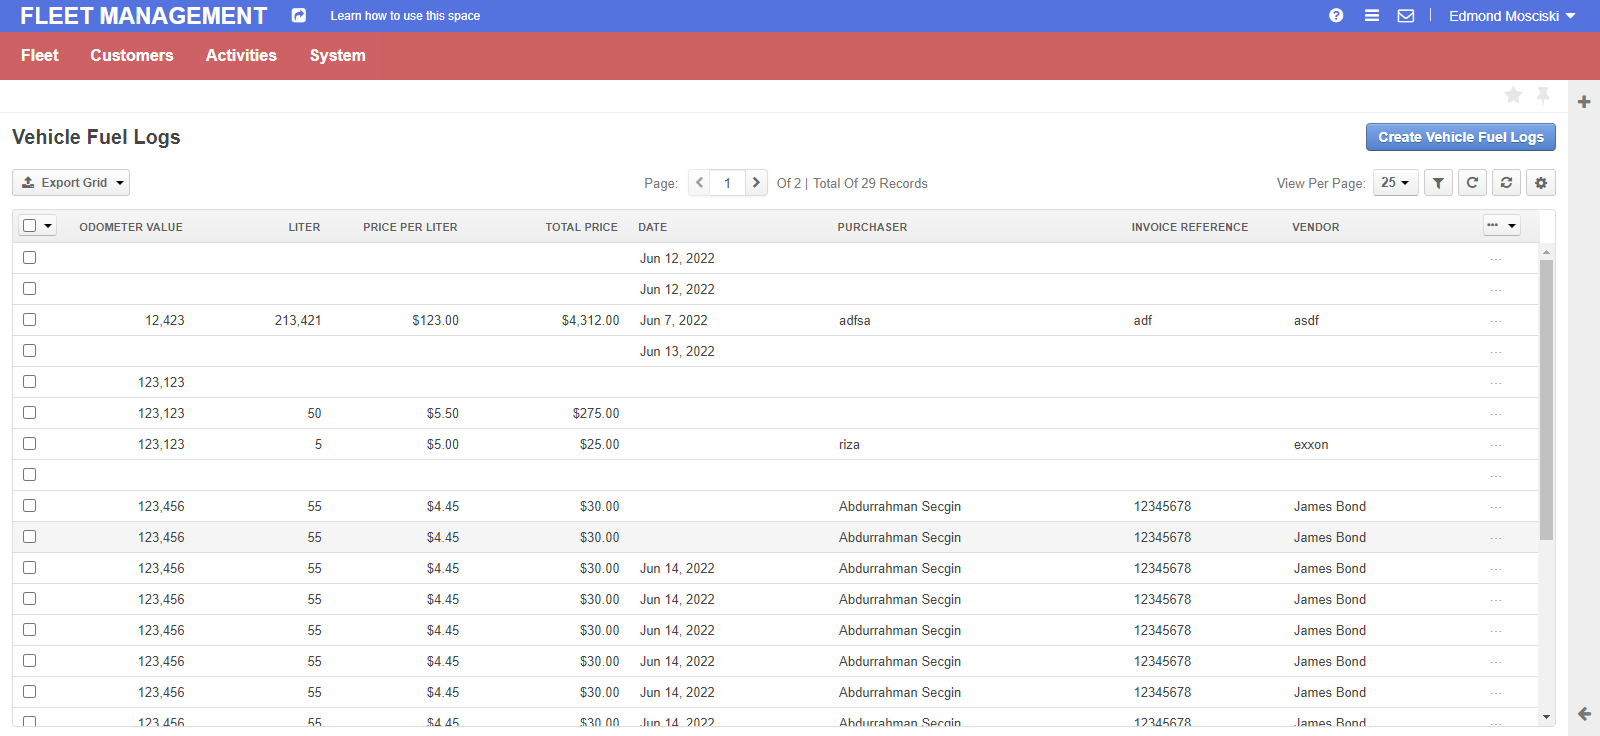 FLEET MANAGEMENT Learn how to use this space Edmond Mosciski
Fleet Customers Activities System
Vehicle Fuel Logs Create Vehicle Fuel Logs
Export Grid Page: 1 Of 2 | Total Of 29 Records View Per Page: 25
ODOMETER VALUE LITER PRICE PER LITER TOTAL PRICE DATE PURCHASER INVOICE REFERENCE VENDOR ...
Jun 12, 2022 ...
Jun 12, 2022 ...
12,423 213,421 $123.00 $4,312.00 Jun 7, 2022 adfsa adf asdf ...
Jun 13, 2022 ...
123,123 ...
123,123 50 $5.50 $275.00 ...
123,123 5 $5.00 $25.00 riza exxon ...
...
123,456 55 $4.45 $30.00 Abdurrahman Secgin 12345678 James Bond ...
123,456 55 $4.45 $30.00 Abdurrahman Secgin 12345678 James Bond ...
123,456 55 $4.45 $30.00 Jun 14, 2022 Abdurrahman Secgin 12345678 James Bond ...
123,456 55 $4.45 $30.00 Jun 14, 2022 Abdurrahman Secgin 12345678 James Bond ...
123,456 55 $4.45 $30.00 Jun 14, 2022 Abdurrahman Secgin 12345678 James Bond ...
123,456 55 $4.45 $30.00 Jun 14, 2022 Abdurrahman Secgin 12345678 James Bond ...
123,456 55 $4.45 $30.00 Jun 14, 2022 Abdurrahman Secgin 12345678 James Bond ...
123,456 55 $4.45 $30.00 Jun 14, 2022 Abdurrahman Secgin 12345678 James Bond ...